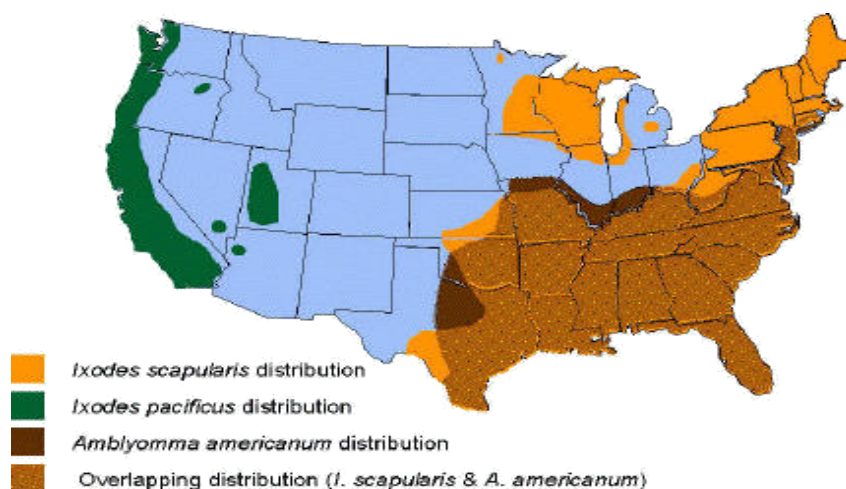 Ixodes scapularis distribution
Ixodes pacificus distribution
Amblyomma americanum distribution
Overlapping distribution (I. scapularis & A. americanum)